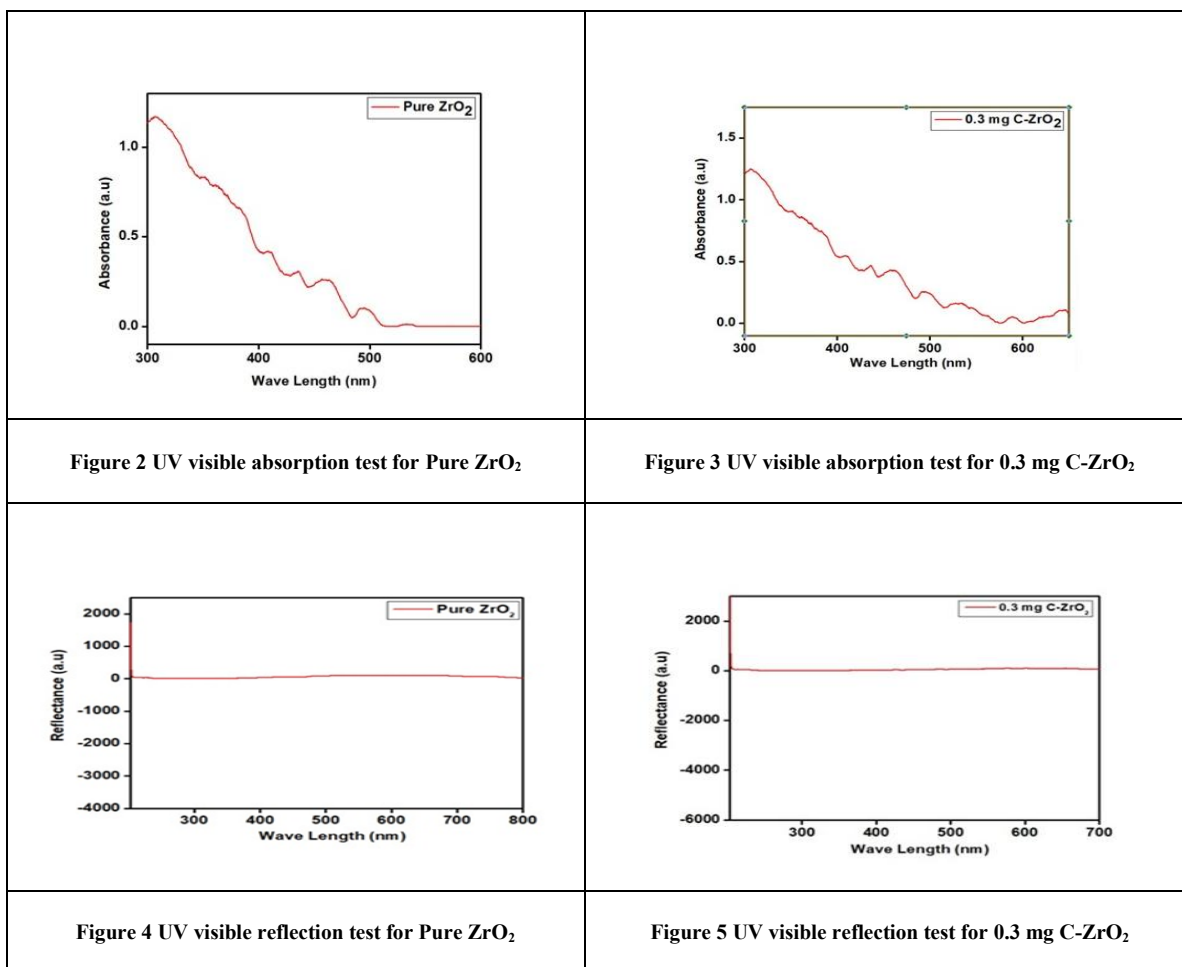 Pure ZrO₂
1.0
0.5
0.0
Absorbance (a.u)
300
400
500
600
Wave Length (nm)
0.3 mg C-ZrO₂
1.5
1.0
0.5
0.0
Absorbance (a.u)
300
400
500
600
Wave Length (nm)
Figure 2 UV visible absorption test for Pure ZrO₂
Figure 3 UV visible absorption test for 0.3 mg C-ZrO₂
Pure ZrO₂
2000
1000
0
-1000
-2000
-3000
-4000
Reflectance (a.u)
300
400
500
600
700
800
Wave Length (nm)
0.3 mg C-ZrO₂
2000
0
-2000
-4000
-6000
Reflectance (a.u)
300
400
500
600
700
Wave Length (nm)
Figure 4 UV visible reflection test for Pure ZrO₂
Figure 5 UV visible reflection test for 0.3 mg C-ZrO₂